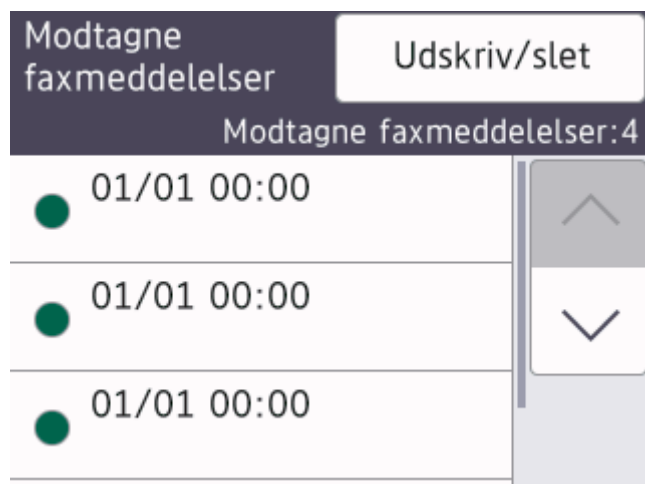 Modtagne
faxmeddelelser
Udskriv/slet
Modtagne faxmeddelelser:4
01/01 00:00
01/01 00:00
01/01 00:00